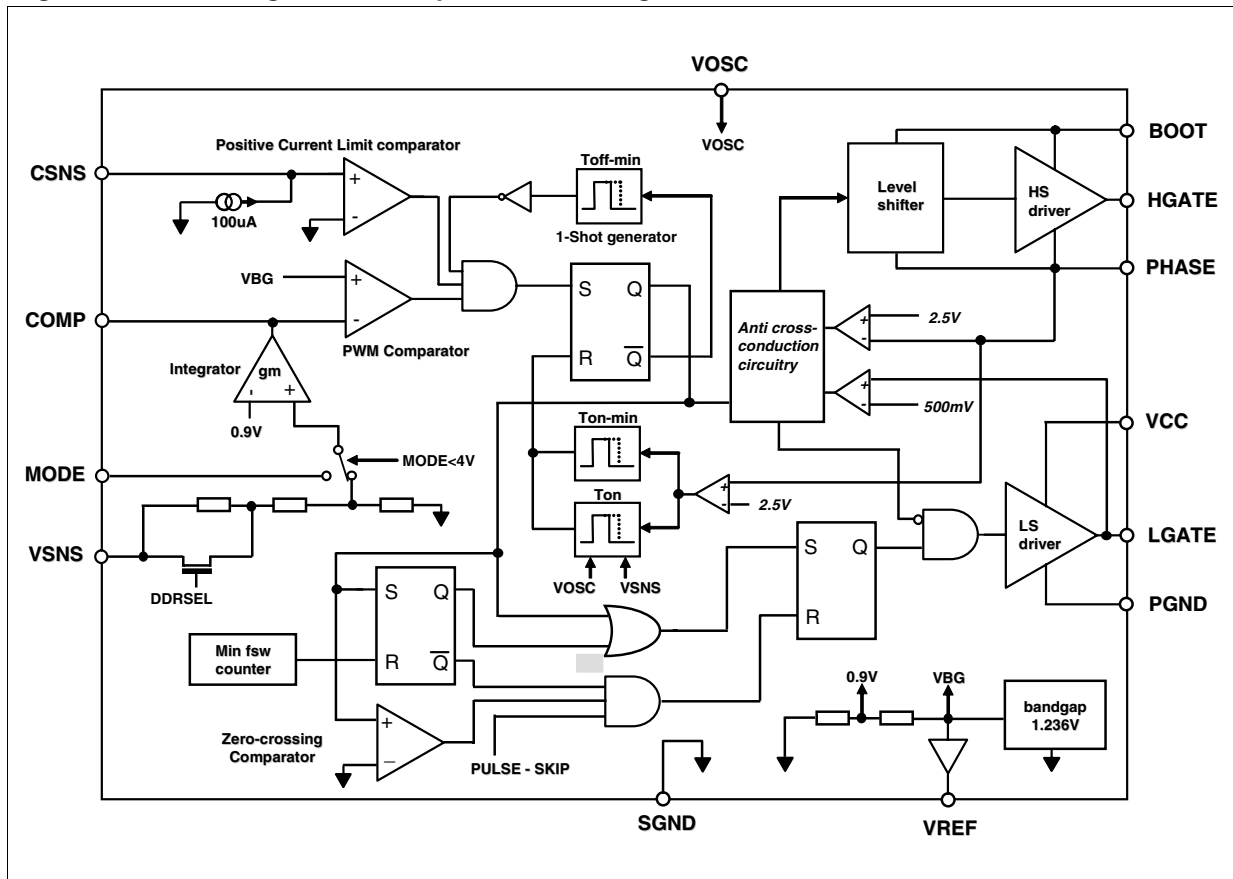 VOSC
VOSC
BOOT
Positive Current Limit comparator
CSNS
+
-
100uA
Toff-min
1-Shot generator
Level
shifter
HS
driver
HGATE
PHASE
VBG
+
-
COMP
PWM Comparator
Integrator
gm
-
+
0.9V
S
Q
R
Q
Anti cross-
conduction
circuitry
+
-
2.5V
+
-
500mV
VCC
MODE
MODE<4V
Ton-min
Ton
+
-
2.5V
VOSC
VSNS
VSNS
DDRSEL
S
Q
R
LS
driver
LGATE
PGND
S
Q
R
Q
Min fsw
counter
Zero-crossing
Comparator
+
–
PULSE - SKIP
0.9V
VBG
bandgap
1.236V
SGND
VREF